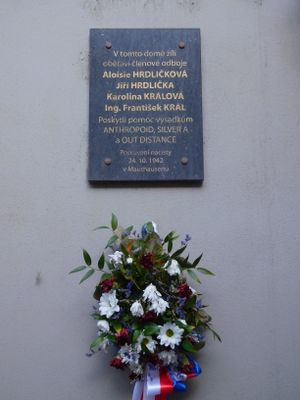 V tomto domě žili
obětaví členové odboje
Aloisie HRDLIČKOVÁ
Jiří HRDLIČKA
Karolina KRÁLOVÁ
Ing. František KRÁL
Poskytli pomoc výsadkům
ANTHROPOID, SILVER A
a OUT DISTANCE
Popraveni nacisty
24. 10. 1942
v Mauthausenu